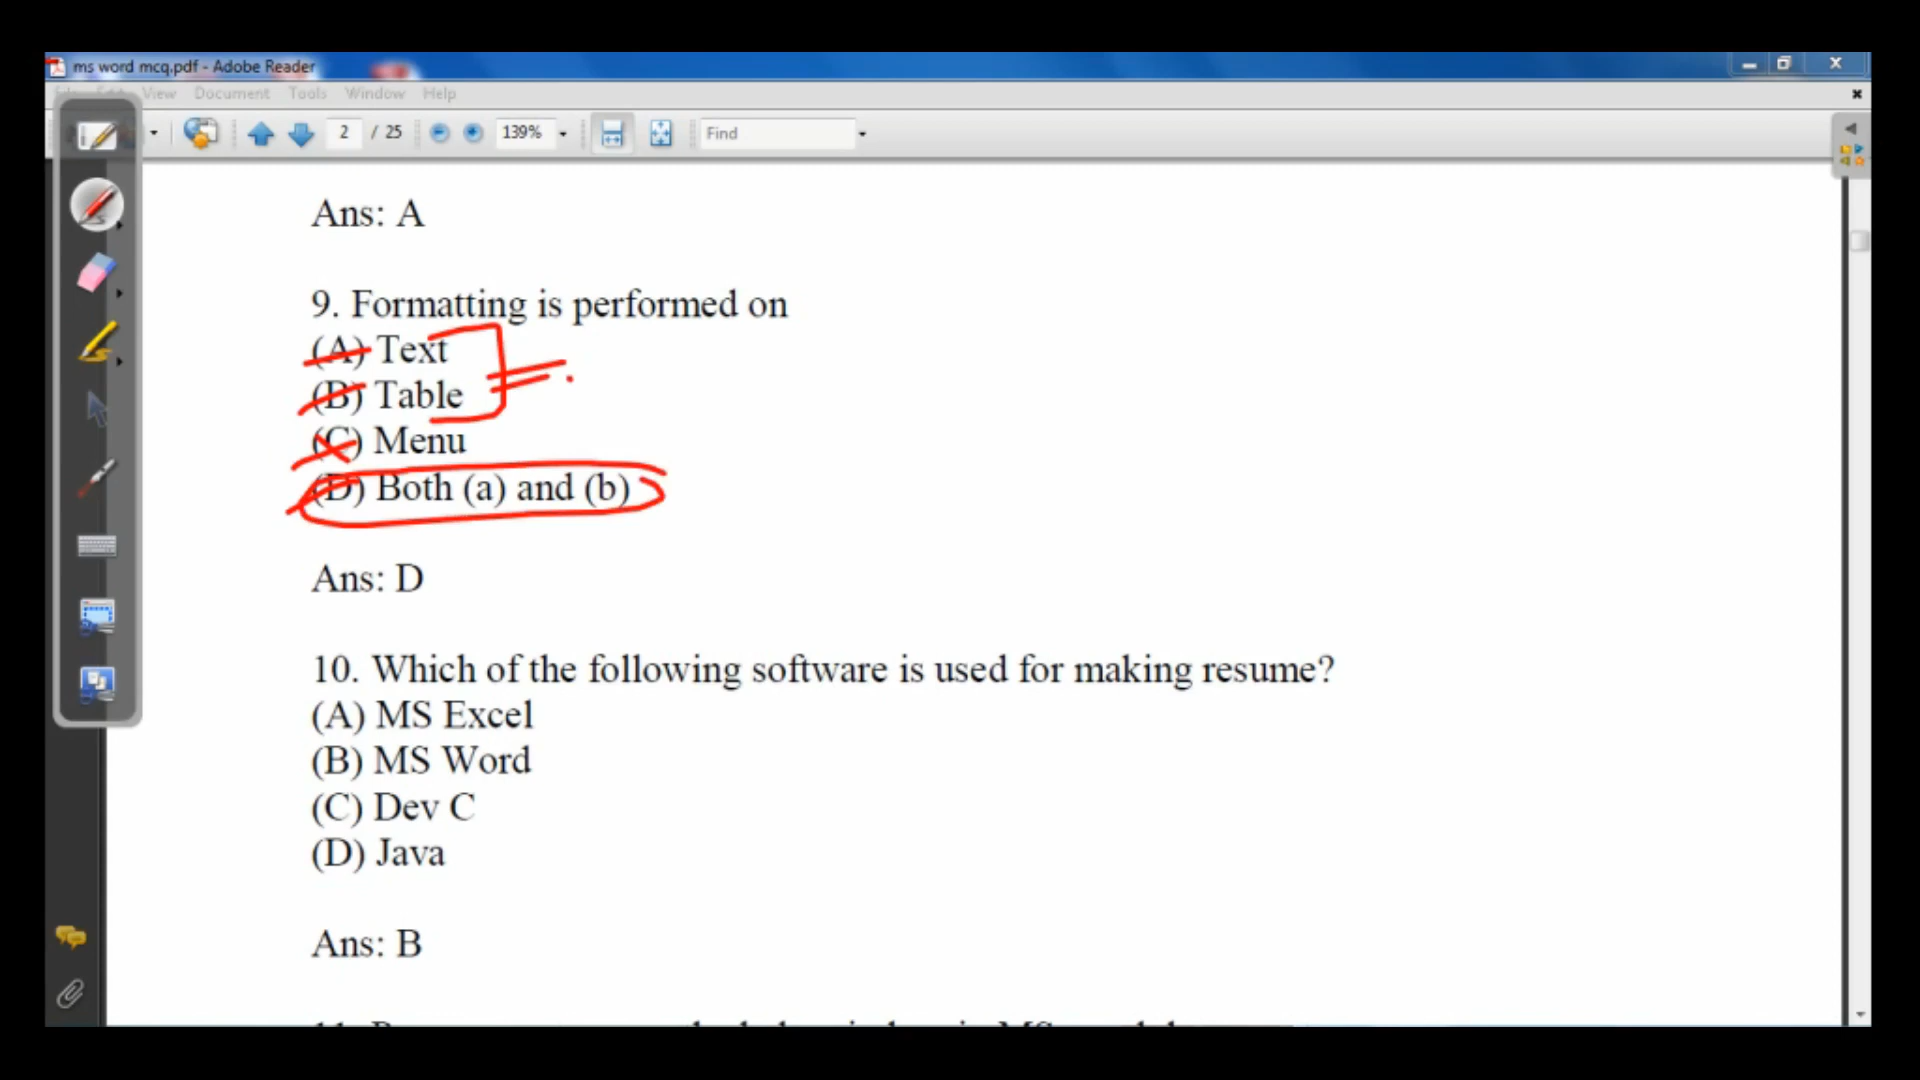 ms word mcq.pdf - Adobe Reader
View Document Tools Window Help
2 / 25 139% Find
Ans: A
9. Formatting is performed on
(A) Text
(B) Table
(C) Menu
(D) Both (a) and (b)
Ans: D
10. Which of the following software is used for making resume?
(A) MS Excel
(B) MS Word
(C) Dev C
(D) Java
Ans: B